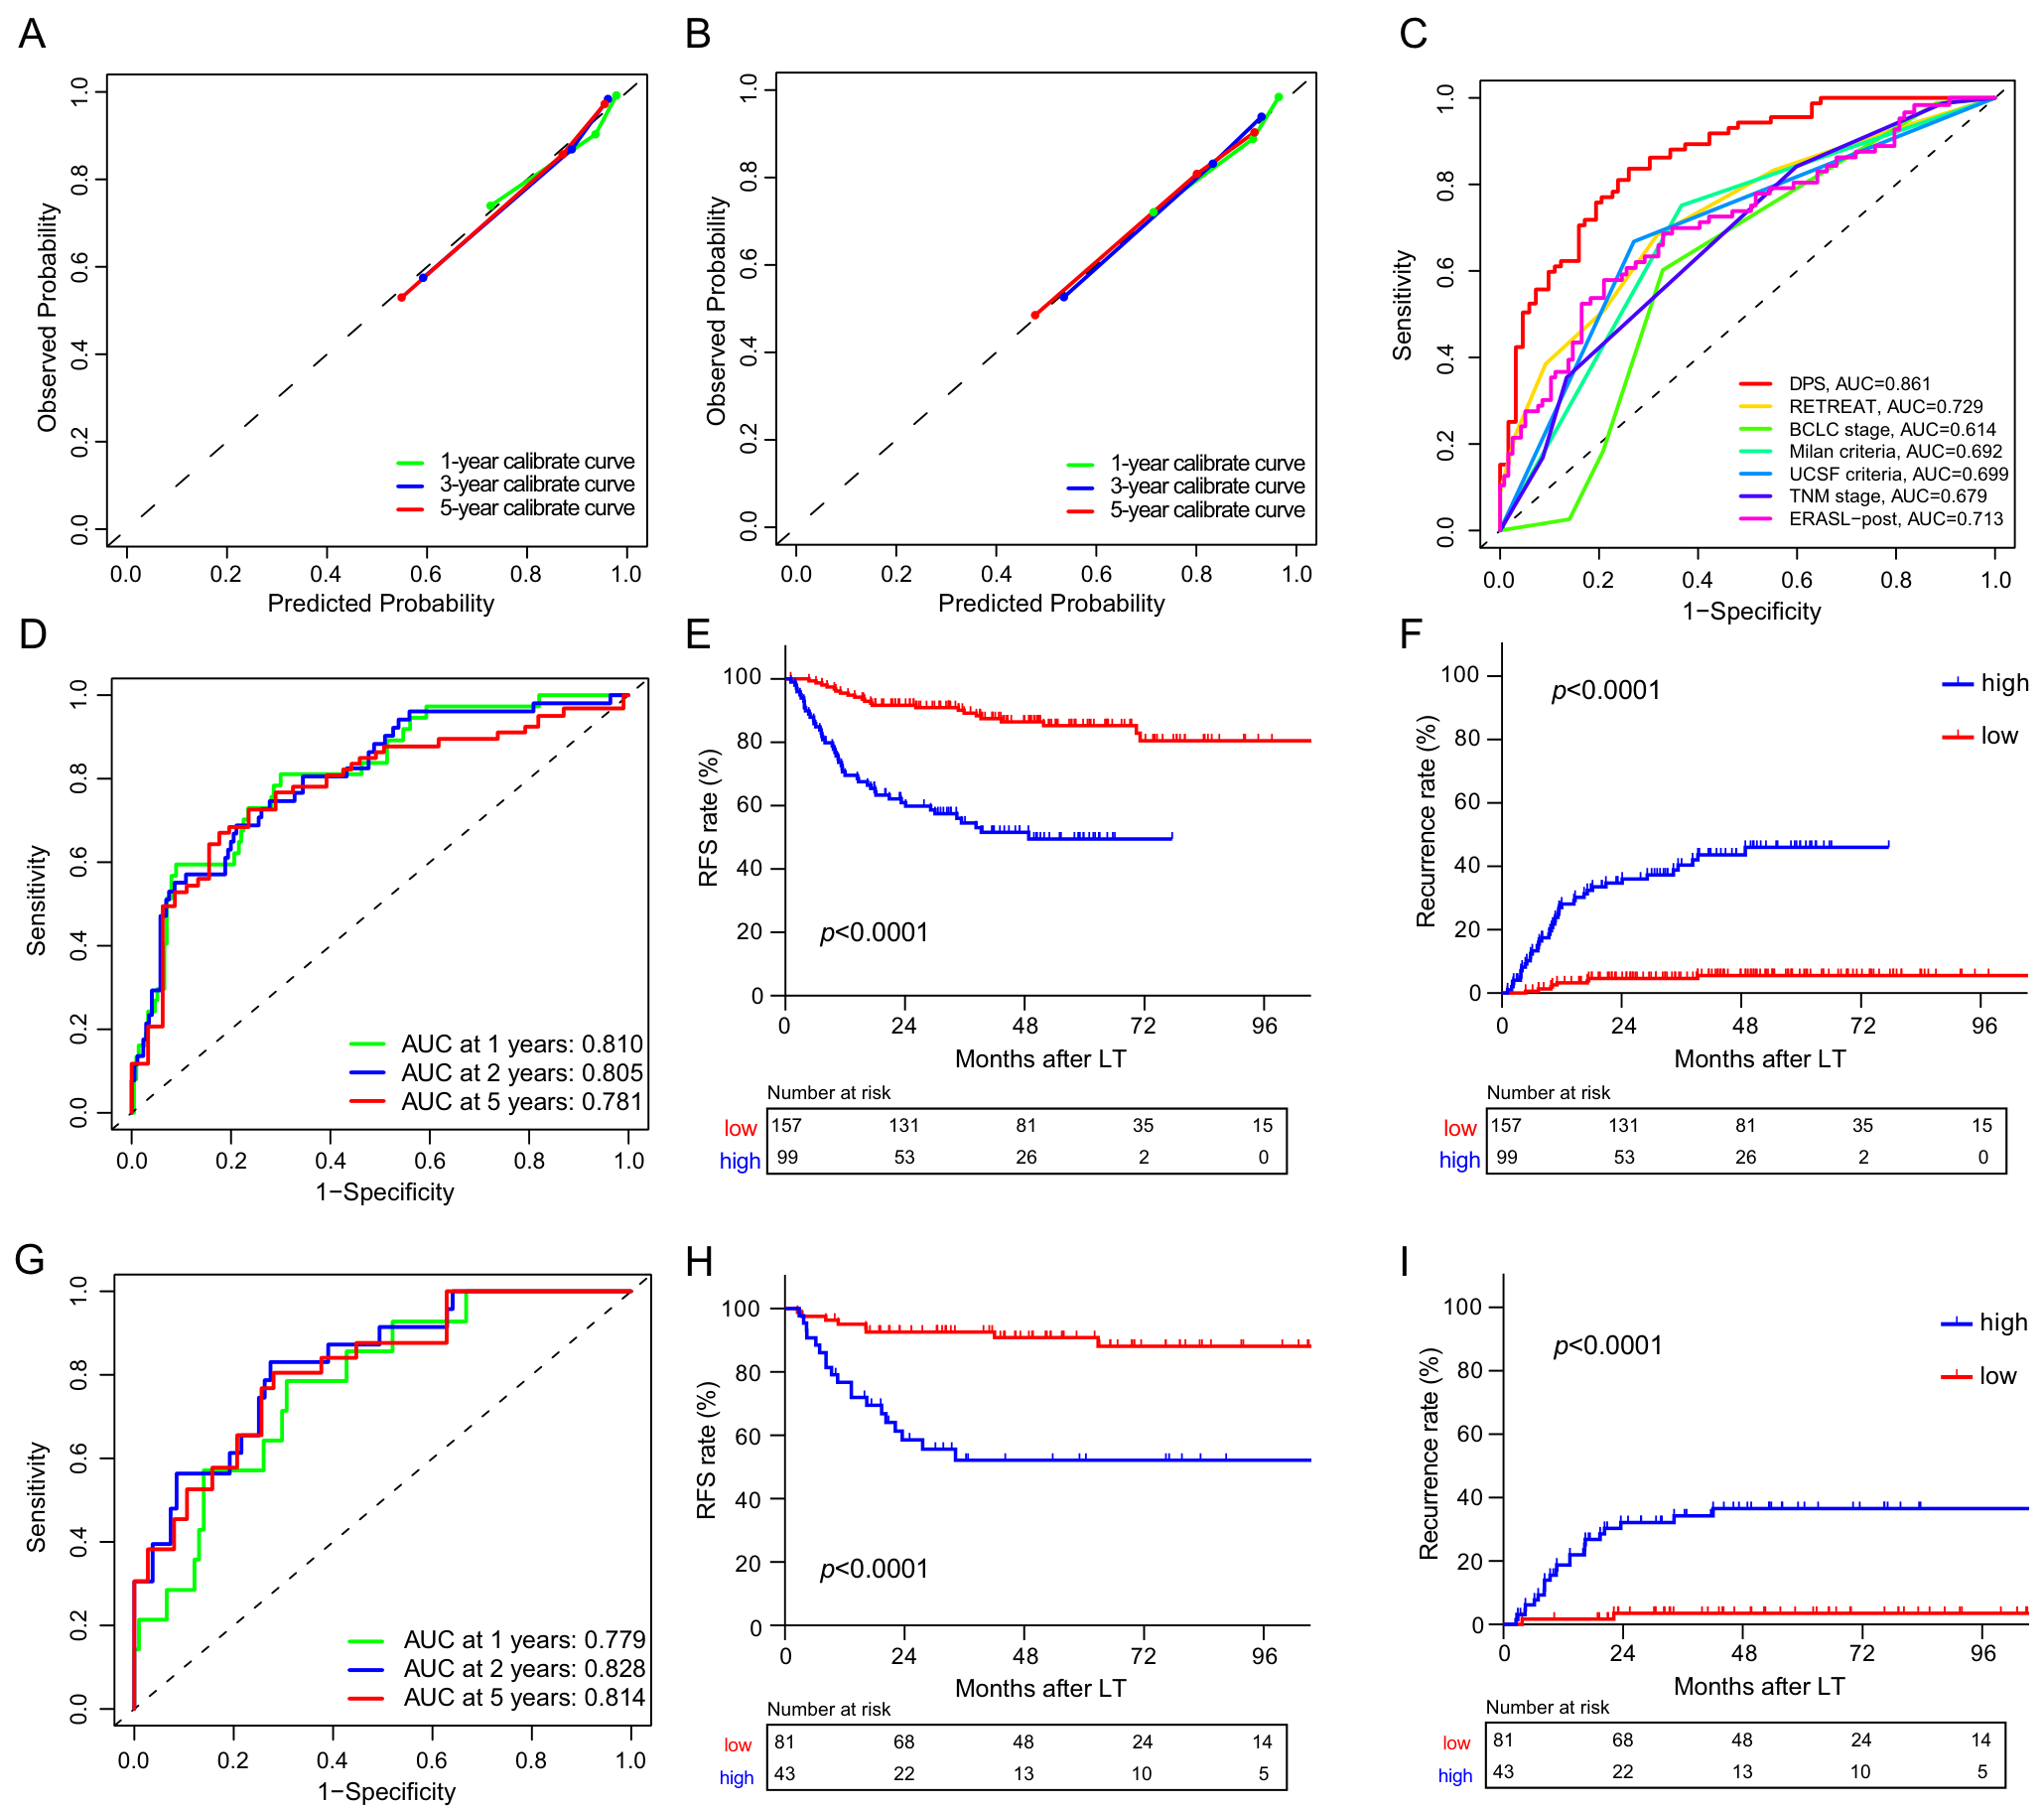 A
Observed Probability
1.0
0.8
0.6
0.4
0.2
0.0
1-year calibrate curve
3-year calibrate curve
5-year calibrate curve
0.0 0.2 0.4 0.6 0.8 1.0
Predicted Probability
B
Observed Probability
1.0
0.8
0.6
0.4
0.2
0.0
1-year calibrate curve
3-year calibrate curve
5-year calibrate curve
0.0 0.2 0.4 0.6 0.8 1.0
Predicted Probability
C
Sensitivity
1.0
0.8
0.6
0.4
0.2
0.0
DPS, AUC=0.861
RETREAT, AUC=0.729
BCLC stage, AUC=0.614
Milan criteria, AUC=0.692
UCSF criteria, AUC=0.699
TNM stage, AUC=0.679
ERASL−post, AUC=0.713
0.0 0.2 0.4 0.6 0.8 1.0
1−Specificity
D
Sensitivity
1.0
0.8
0.6
0.4
0.2
0.0
AUC at 1 years: 0.810
AUC at 2 years: 0.805
AUC at 5 years: 0.781
0.0 0.2 0.4 0.6 0.8 1.0
1−Specificity
E
RFS rate (%)
100
80
60
40
20
0
p<0.0001
0 24 48 72 96
Months after LT
Number at risk
low 157 131 81 35 15
high 99 53 26 2 0
F
Recurrence rate (%)
100
80
60
40
20
0
p<0.0001
high
low
0 24 48 72 96
Months after LT
Number at risk
low 157 131 81 35 15
high 99 53 26 2 0
G
Sensitivity
1.0
0.8
0.6
0.4
0.2
0.0
AUC at 1 years: 0.779
AUC at 2 years: 0.828
AUC at 5 years: 0.814
0.0 0.2 0.4 0.6 0.8 1.0
1−Specificity
H
RFS rate (%)
100
80
60
40
20
0
p<0.0001
0 24 48 72 96
Months after LT
Number at risk
low 81 68 48 24 14
high 43 22 13 10 5
I
Recurrence rate (%)
100
80
60
40
20
0
p<0.0001
high
low
0 24 48 72 96
Months after LT
Number at risk
low 81 68 48 24 14
high 43 22 13 10 5